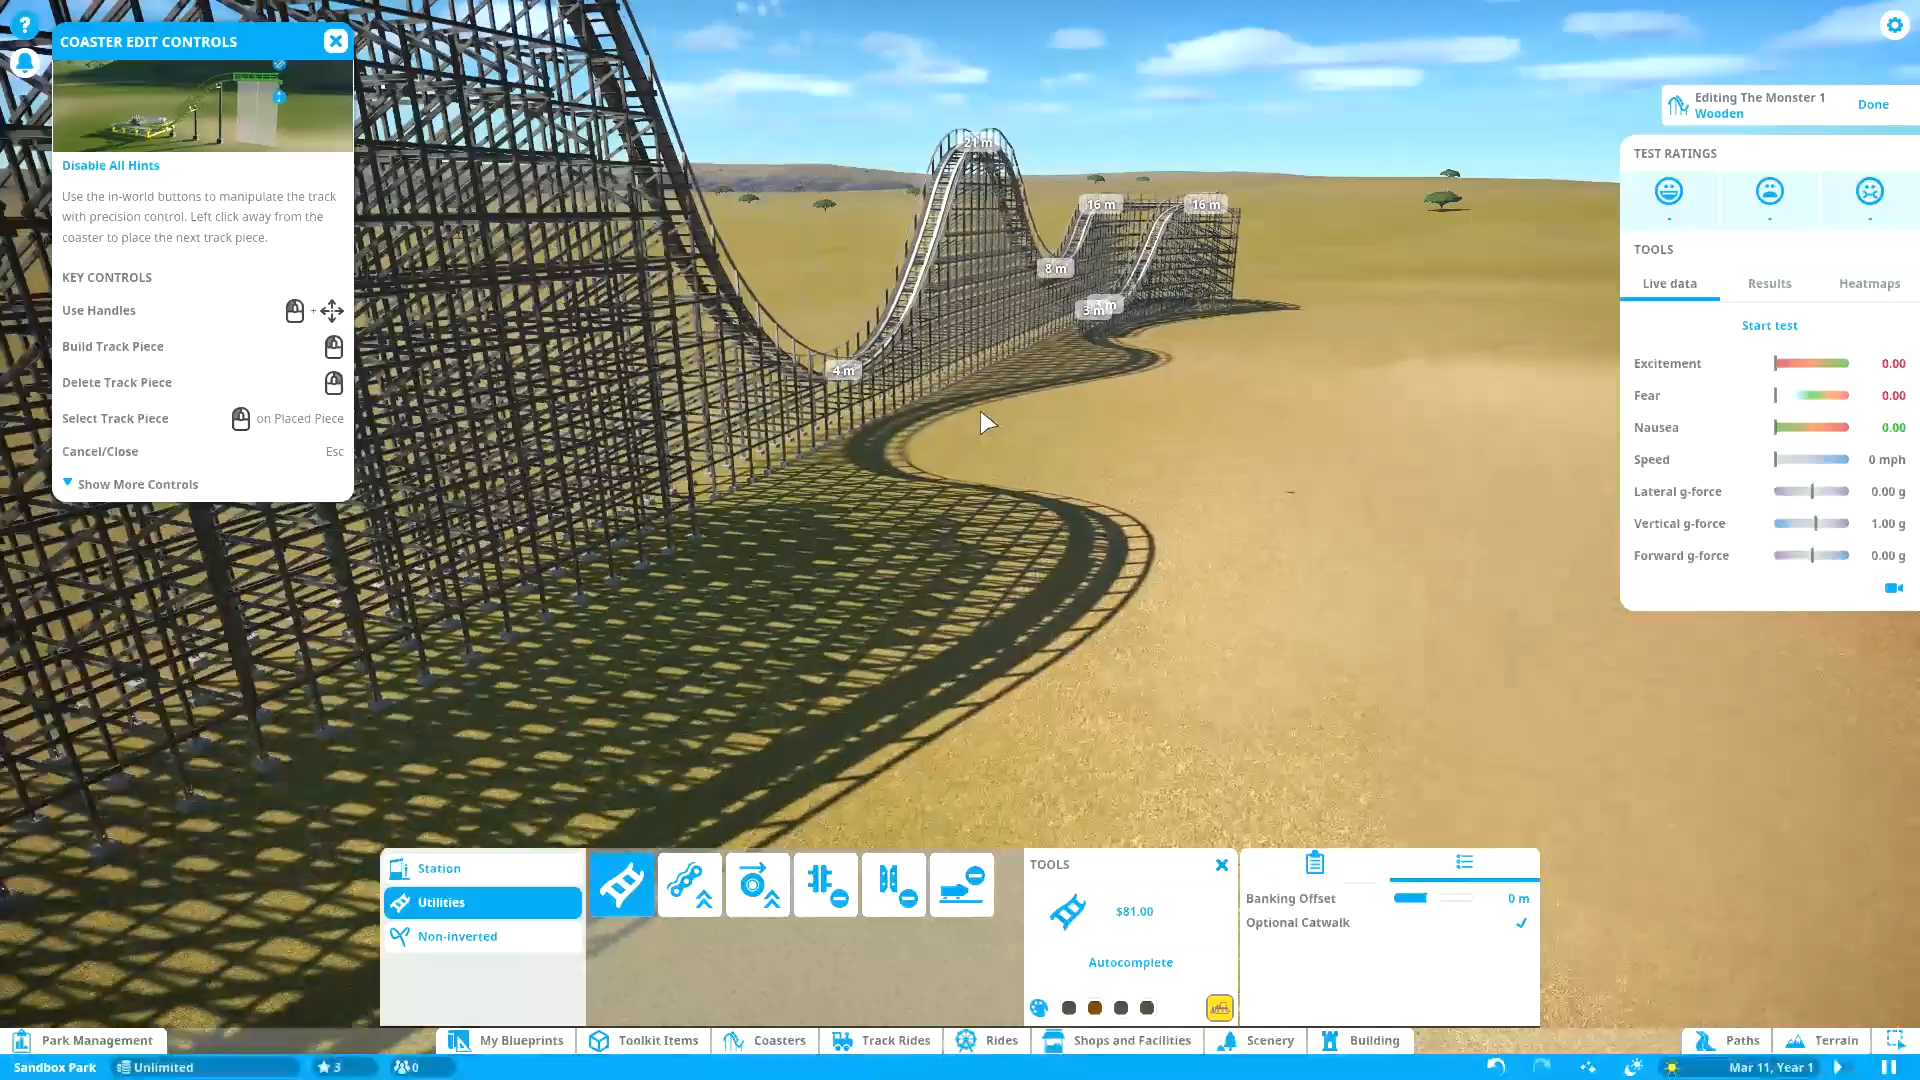 COASTER EDIT CONTROLS
Disable All Hints
Use the in-world buttons to manipulate the track
with precision control. Left click away from the
coaster to place the next track piece.
KEY CONTROLS
Use Handles +
Build Track Piece
Delete Track Piece
Select Track Piece on Placed Piece
Cancel/Close Esc
Show More Controls
21 m
16 m
16 m
8 m
3 m
4 m
Editing The Monster 1
Wooden
Done
TEST RATINGS
- - -
TOOLS
Live data Results Heatmaps
Start test
Excitement 0.00
Fear 0.00
Nausea 0.00
Speed 0 mph
Lateral g-force 0.00 g
Vertical g-force 1.00 g
Forward g-force 0.00 g
Station
Utilities
Non-inverted
TOOLS
$81.00
Autocomplete
Banking Offset 0 m
Optional Catwalk
Park Management
My Blueprints
Toolkit Items
Coasters
Track Rides
Rides
Shops and Facilities
Scenery
Building
Paths
Terrain
Sandbox Park
Unlimited
3
0
Mar 11, Year 1